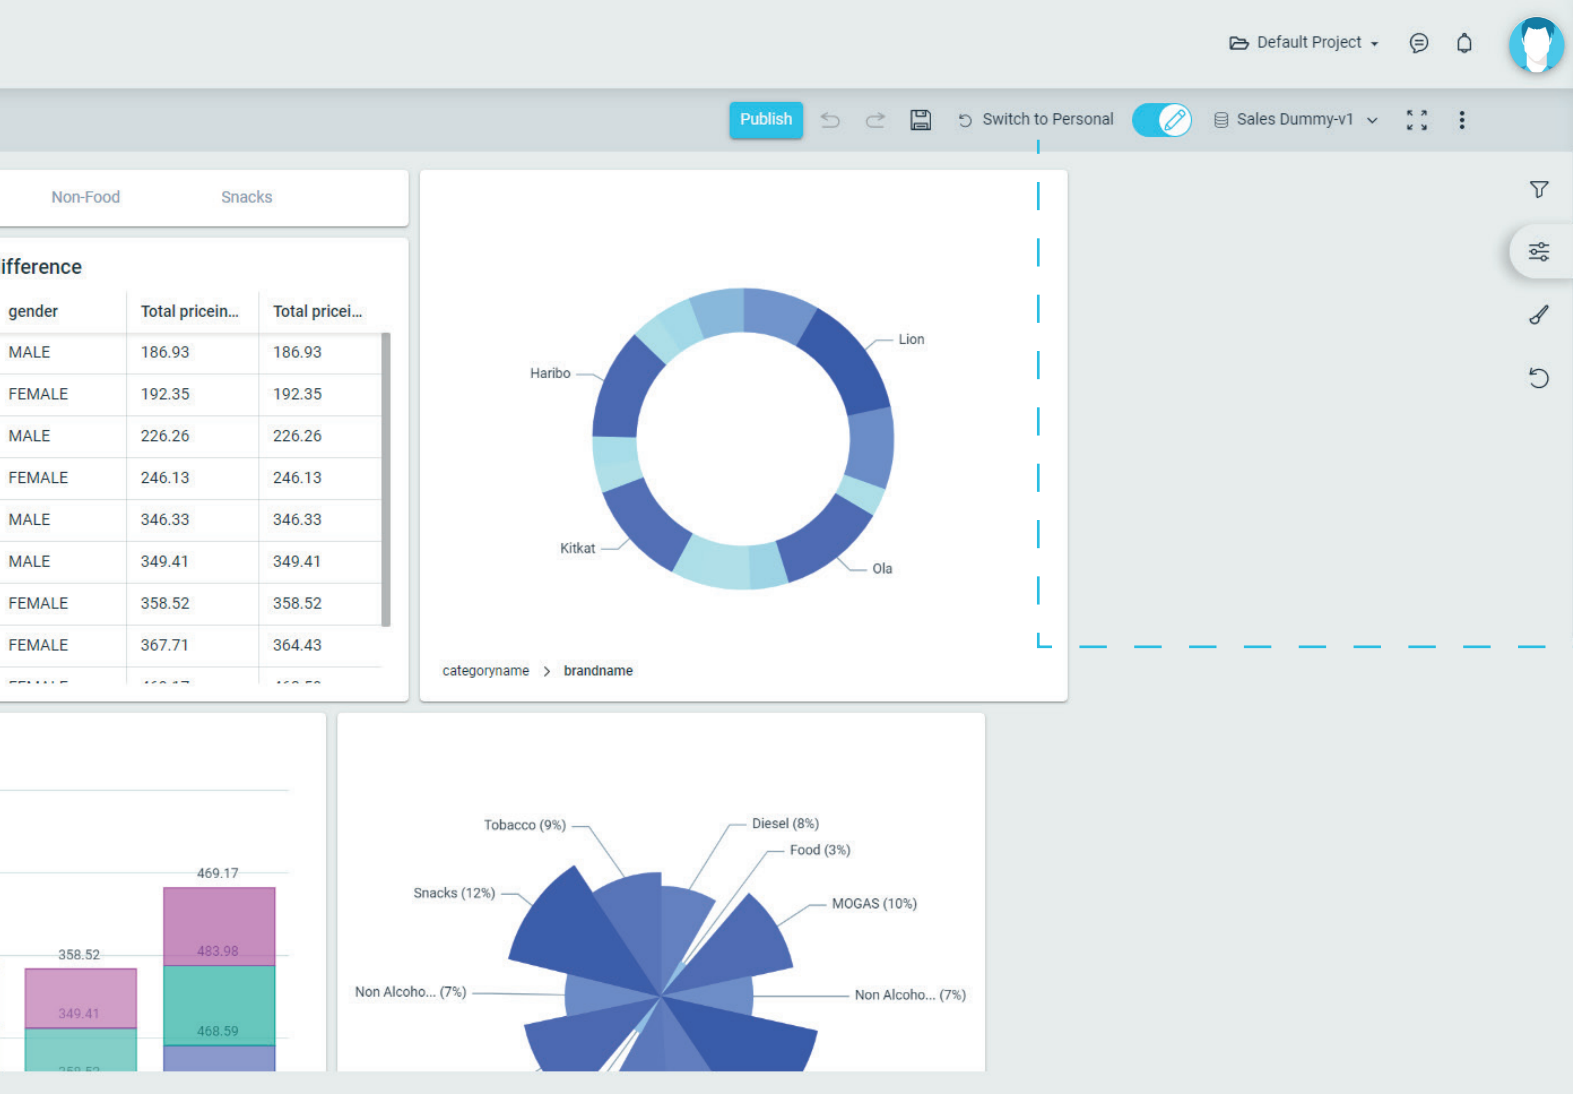 Default Project
Publish
Switch to Personal
Sales Dummy-v1
Non-Food Snacks
ifference
gender Total pricein... Total pricei...
MALE 186.93 186.93
FEMALE 192.35 192.35
MALE 226.26 226.26
FEMALE 246.13 246.13
MALE 346.33 346.33
MALE 349.41 349.41
FEMALE 358.52 358.52
FEMALE 367.71 364.43
Lion
Haribo
Kitkat
Ola
categoryname > brandname
469.17
483.98
358.52
349.41
468.59
Tobacco (9%)
Diesel (8%)
Food (3%)
Snacks (12%)
MOGAS (10%)
Non Alcoho... (7%)
Non Alcoho... (7%)